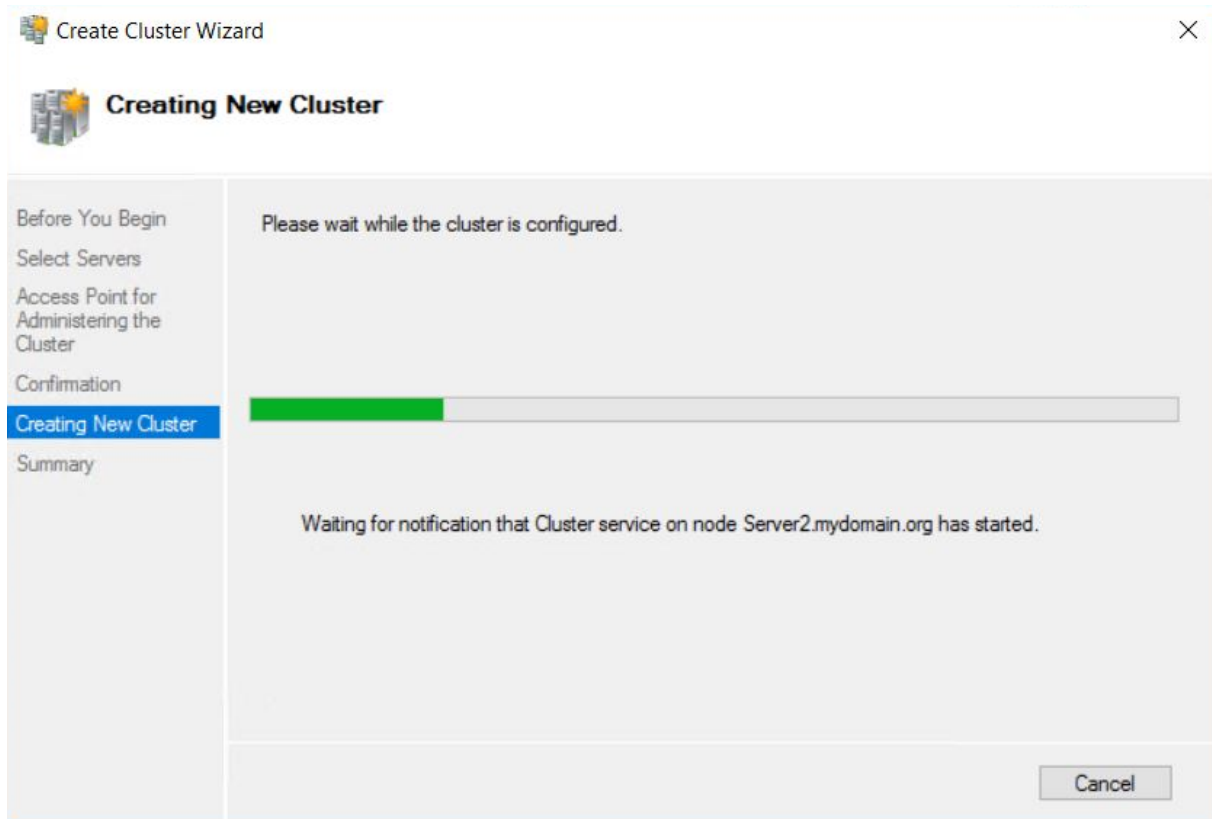 Create Cluster Wizard
Creating New Cluster
Before You Begin
Select Servers
Access Point for
Administering the
Cluster
Confirmation
Creating New Cluster
Summary
Please wait while the cluster is configured.
Waiting for notification that Cluster service on node Server2.mydomain.org has started.
Cancel